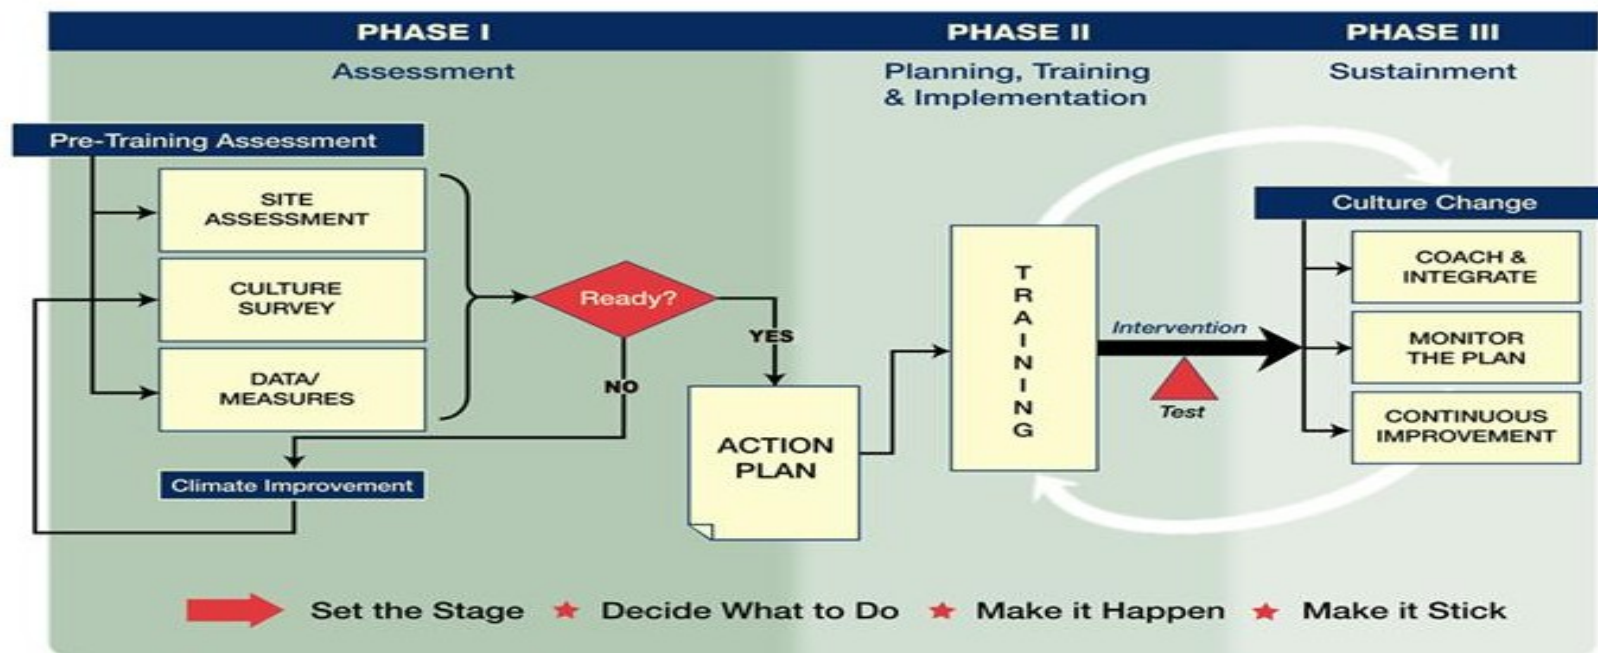 PHASE I
PHASE II
PHASE III
Assessment
Planning, Training
& Implementation
Sustainment
Pre-Training Assessment
SITE
ASSESSMENT
CULTURE
SURVEY
DATA/
MEASURES
Ready?
YES
NO
Climate Improvement
ACTION
PLAN
TRAINING
Intervention
Test
Culture Change
COACH &
INTEGRATE
MONITOR
THE PLAN
CONTINUOUS
IMPROVEMENT
Set the Stage ★ Decide What to Do ★ Make it Happen ★ Make it Stick